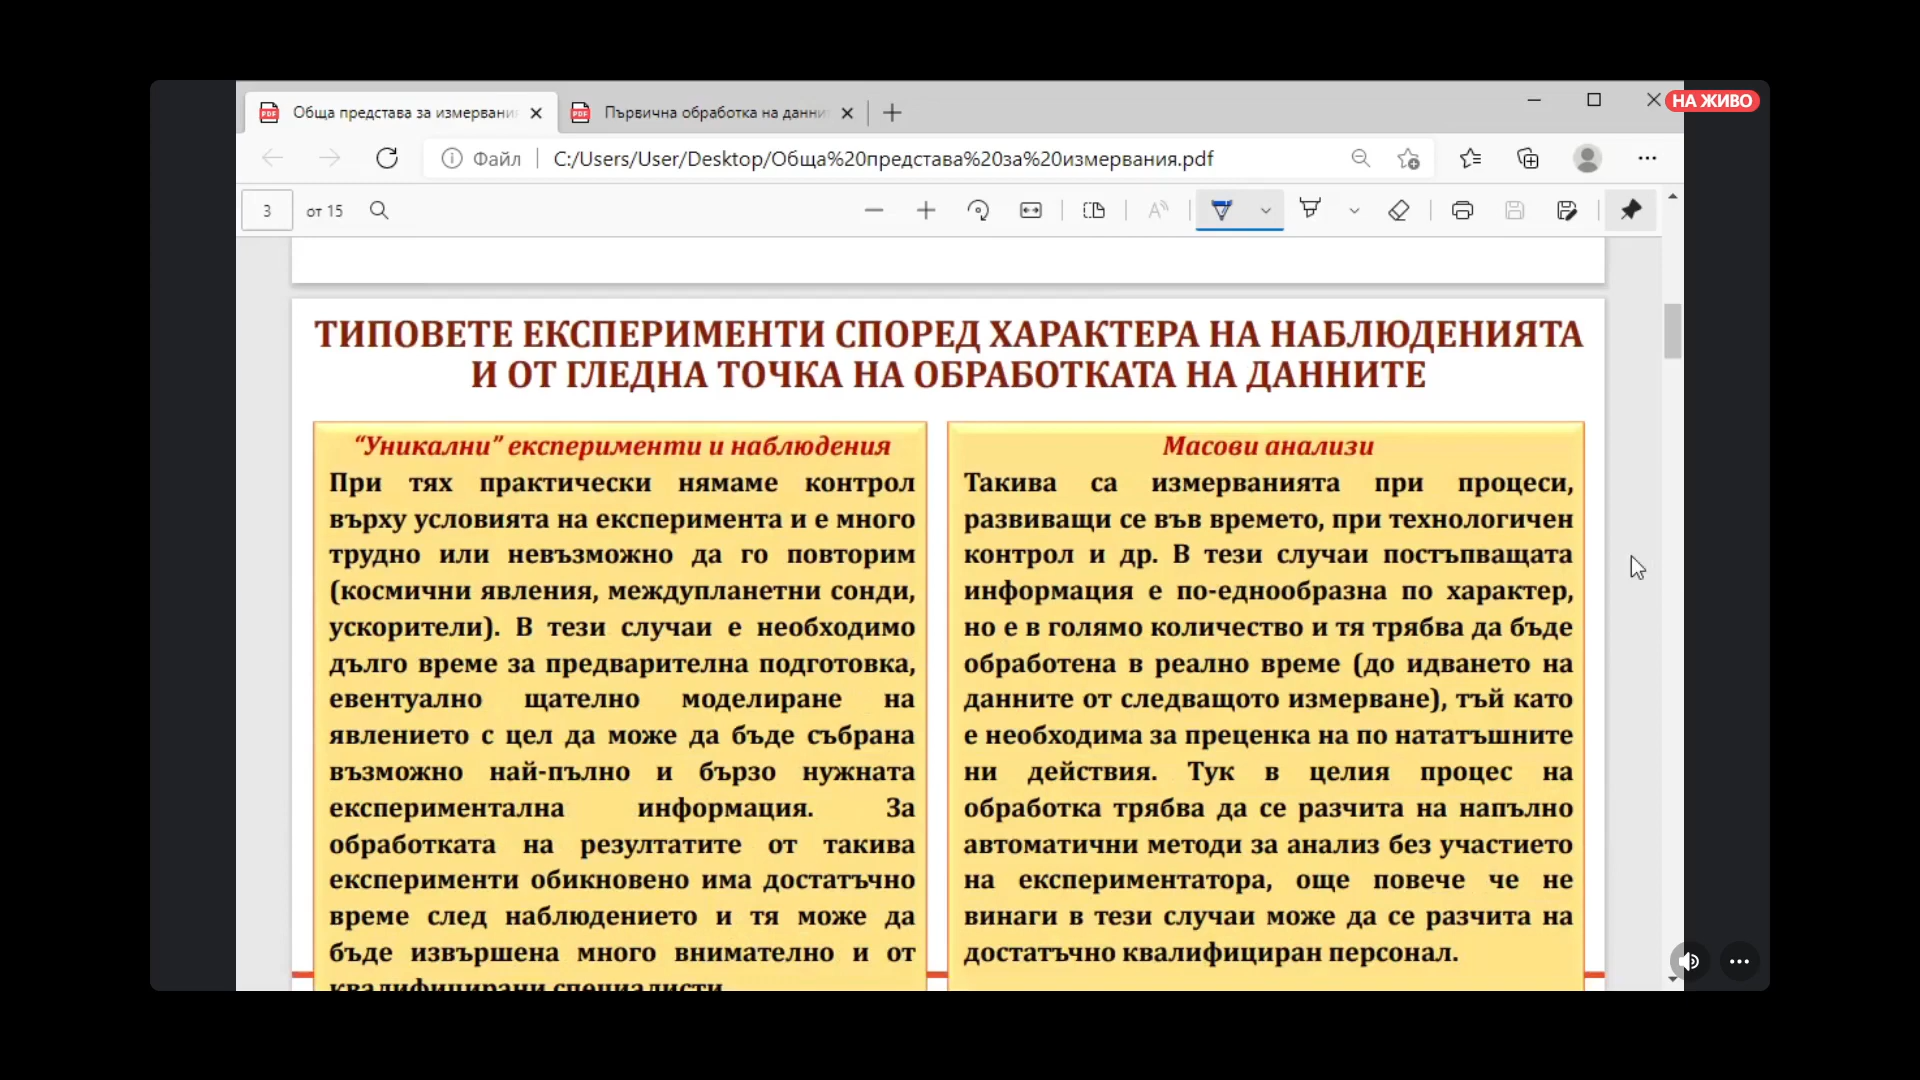 Обща представа за измервани
Първична обработка на данни
НА ЖИВО
Файл
C:/Users/User/Desktop/Обща%20представа%20за%20измервания.pdf
3
от 15
ТИПОВЕТЕ ЕКСПЕРИМЕНТИ СПОРЕД ХАРАКТЕРА НА НАБЛЮДЕНИЯТА
И ОТ ГЛЕДНА ТОЧКА НА ОБРАБОТКАТА НА ДАННИТЕ
“Уникални” експерименти и наблюдения
При тях практически нямаме контрол
върху условията на експеримента и е много
трудно или невъзможно да го повторим
(космични явления, междупланетни сонди,
ускорители). В тези случаи е необходимо
дълго време за предварителна подготовка,
евентуално щателно моделиране на
явлението с цел да може да бъде събрана
възможно най-пълно и бързо нужната
експериментална информация. За
обработката на резултатите от такива
експерименти обикновено има достатъчно
време след наблюдението и тя може да
бъде извършена много внимателно и от
квалифицирани специалисти
Масови анализи
Такива са измерванията при процеси,
развиващи се във времето, при технологичен
контрол и др. В тези случаи постъпващата
информация е по-еднообразна по характер,
но е в голямо количество и тя трябва да бъде
обработена в реално време (до идването на
данните от следващото измерване), тъй като
е необходима за преценка на по нататъшните
ни действия. Тук в целия процес на
обработка трябва да се разчита на напълно
автоматични методи за анализ без участието
на експериментатора, още повече че не
винаги в тези случаи може да се разчита на
достатъчно квалифициран персонал.